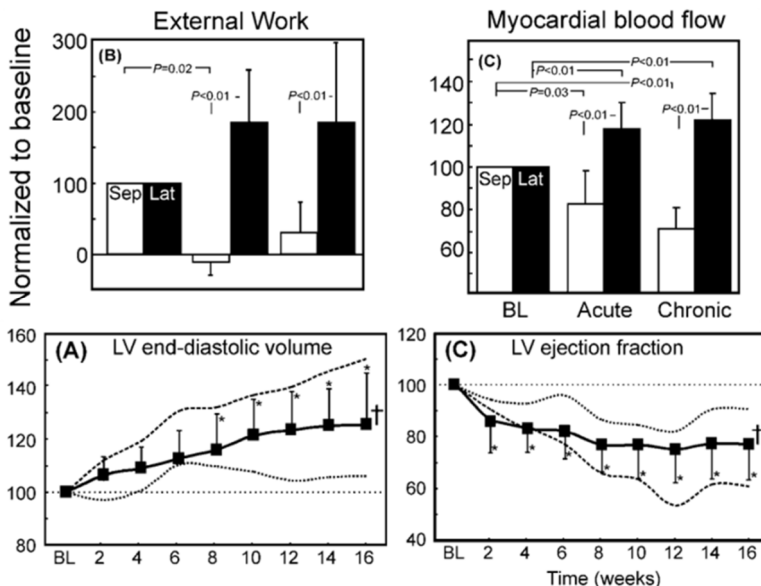 External Work
Myocardial blood flow
Normalized to baseline
300
200
100
0
(B)
P=0.02
P<0.01
P<0.01
Sep
Lat
140
120
100
80
60
(C)
P<0.01
P<0.01
P<0.01
P=0.03
P<0.01
P<0.01
Sep
Lat
BL
Acute
Chronic
(A)
LV end-diastolic volume
160
150
140
130
120
110
100
80
* * * * *
†
BL 2 4 6 8 10 12 14 16
(C)
LV ejection fraction
120
100
80
60
40
* * * * * * * *
†
BL 2 4 6 8 10 12 14 16
Time (weeks)